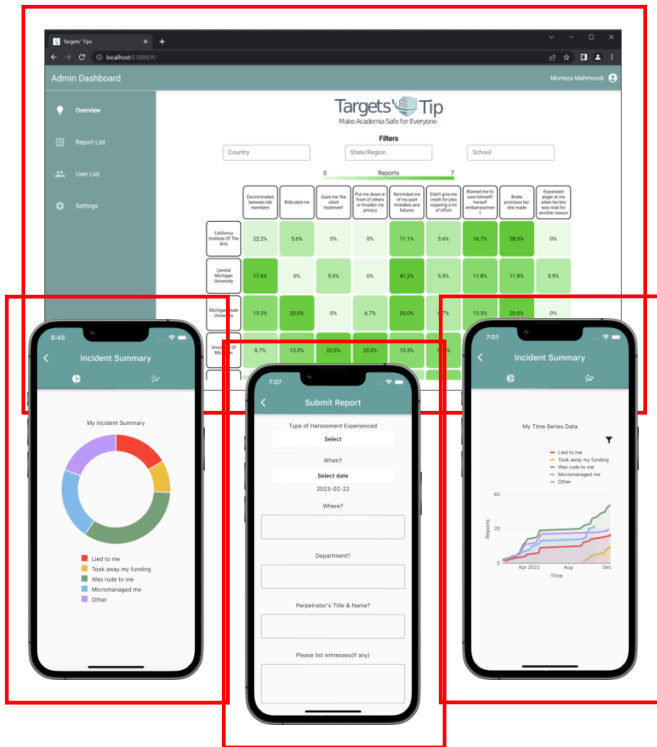 Targets' Tips
localhost:61889/#/
Admin Dashboard
Morteza Mahmoudi
Overview
Report List
User List
Settings
Targets' Tip
Make Academia Safe for Everyone
Filters
Country
State/Region
School
0 Reports 7
Discriminated between lab members.
Ridiculed me
Gave me 'the silent treatment'
Put me down in front of others or invades my privacy
Reminded me of my past mistakes and failures
Didn't give me credit for jobs requiring a lot of effort
Blamed me to save himself/herself embarrassment
Broke promises he/she made
Expressed anger at me when he/she was mad for another reason
California Institute Of The Arts
22.2% 5.6% 0% 0% 11.1% 5.6% 16.7% 38.9% 0%
Central Michigan University
17.6% 0% 5.9% 0% 41.2% 5.9% 11.8% 11.8% 5.9%
Michigan State University
13.3% 20.0% 0% 6.7% 20.0% 13.3% 20.0% 0%
University Of Michigan
6.7% 13.3% 20.0% 20.0% 13.3%
6:45
Incident Summary
My Incident Summary
Lied to me
Took away my funding
Was rude to me
Micromanaged me
Other
7:07
Submit Report
Type of Harassment Experienced
Select
When?
Select date
2023-02-22
Where?
Department?
Perpetrator's Title & Name?
Please list witnesses(if any)
7:01
Incident Summary
My Time Series Data
Lied to me
Took away my funding
Was rude to me
Micromanaged me
Other
40
20
0
Reports
Apr 2022 Aug Dec
Time